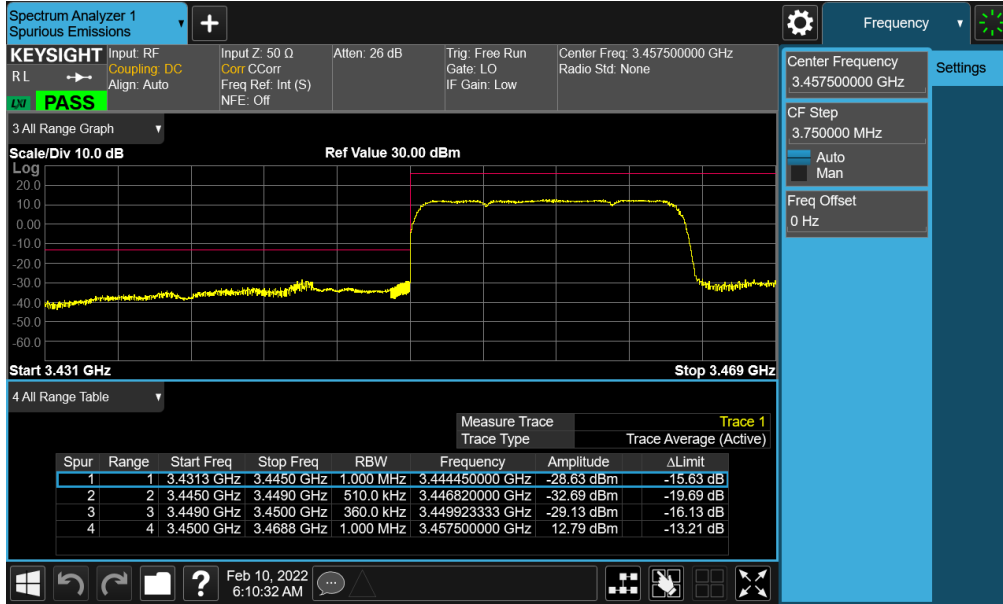 Spectrum Analyzer 1
Spurious Emissions
Frequency
KEYSIGHT
R L
LXI
PASS
Input: RF
Coupling: DC
Align: Auto
Input Z: 50 Ω
Corr CCorr
Freq Ref: Int (S)
NFE: Off
Atten: 26 dB
Trig: Free Run
Gate: LO
IF Gain: Low
Center Freq: 3.457500000 GHz
Radio Std: None
Center Frequency
3.457500000 GHz
Settings
CF Step
3.750000 MHz
Auto
Man
Freq Offset
0 Hz
3 All Range Graph
Scale/Div 10.0 dB
Ref Value 30.00 dBm
Log
20.0
10.0
0.00
-10.0
-20.0
-30.0
-40.0
-50.0
-60.0
Start 3.431 GHz
Stop 3.469 GHz
4 All Range Table
Measure Trace Trace 1
Trace Type Trace Average (Active)
Spur Range Start Freq Stop Freq RBW Frequency Amplitude ΔLimit
1 1 3.4313 GHz 3.4450 GHz 1.000 MHz 3.444450000 GHz -28.63 dBm -15.63 dB
2 2 3.4450 GHz 3.4490 GHz 510.0 kHz 3.446820000 GHz -32.69 dBm -19.69 dB
3 3 3.4490 GHz 3.4500 GHz 360.0 kHz 3.449923333 GHz -29.13 dBm -16.13 dB
4 4 3.4500 GHz 3.4688 GHz 1.000 MHz 3.457500000 GHz 12.79 dBm -13.21 dB
?
Feb 10, 2022
6:10:32 AM